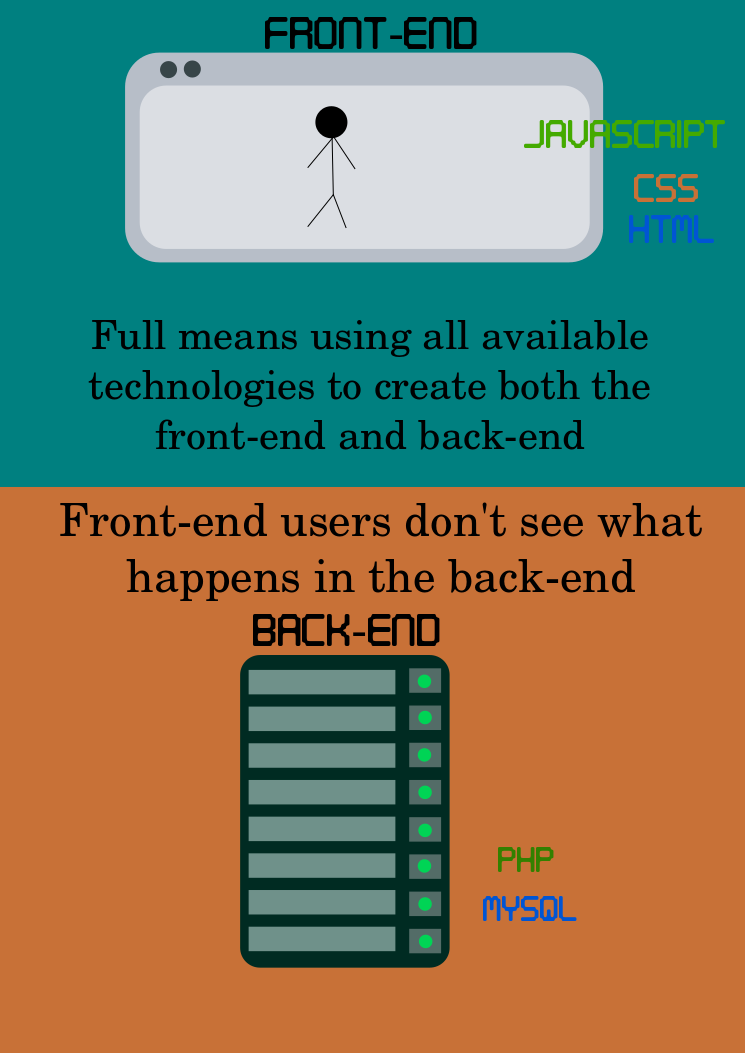 FRONT-END
JAVASCRIPT
CSS
HTML
Full means using all available
technologies to create both the
front-end and back-end
Front-end users don't see what
happens in the back-end
BACK-END
PHP
MYSQL